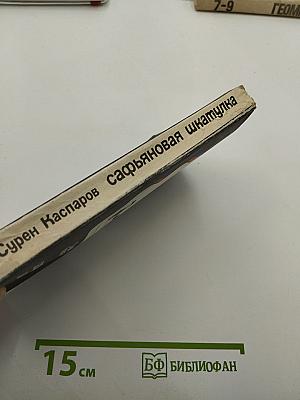 7-9
ГЕОМ
Сурен Каспаров сафьяновая шкатулка
15 см
БФ БИБЛИОФАН